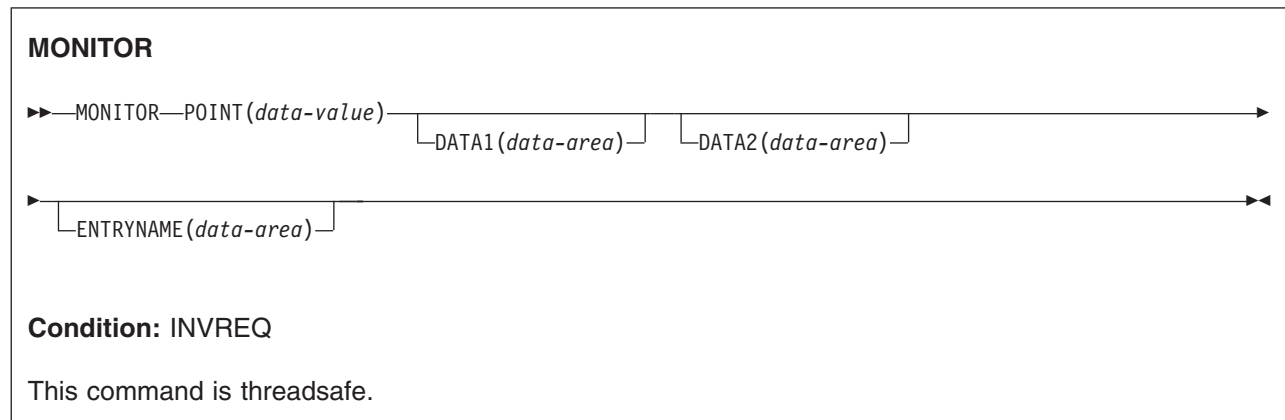 MONITOR
MONITOR POINT(data-value)
DATA1(data-area) DATA2(data-area)
ENTRYNAME(data-area)
Condition: INVREQ
This command is threadsafe.